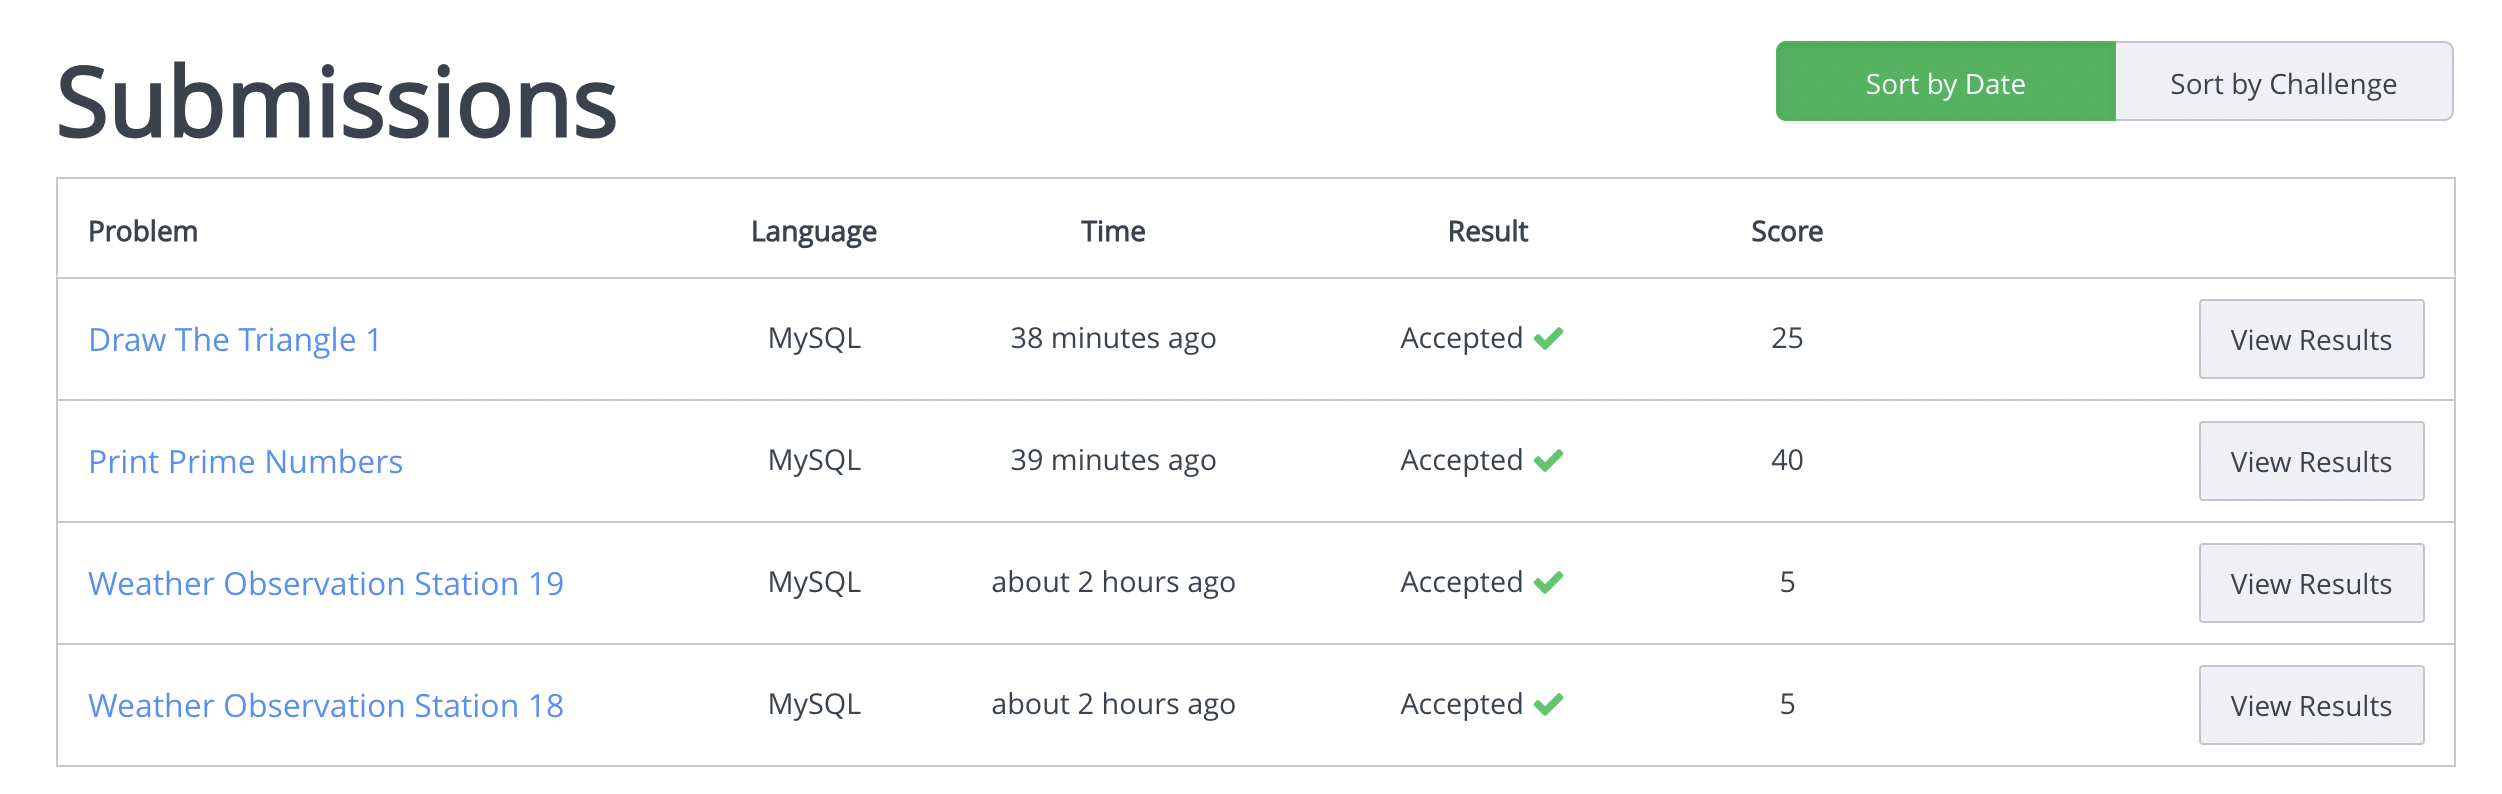 Submissions
Sort by Date Sort by Challenge
Problem Language Time Result Score
Draw The Triangle 1 MySQL 38 minutes ago Accepted 25 View Results
Print Prime Numbers MySQL 39 minutes ago Accepted 40 View Results
Weather Observation Station 19 MySQL about 2 hours ago Accepted 5 View Results
Weather Observation Station 18 MySQL about 2 hours ago Accepted 5 View Results